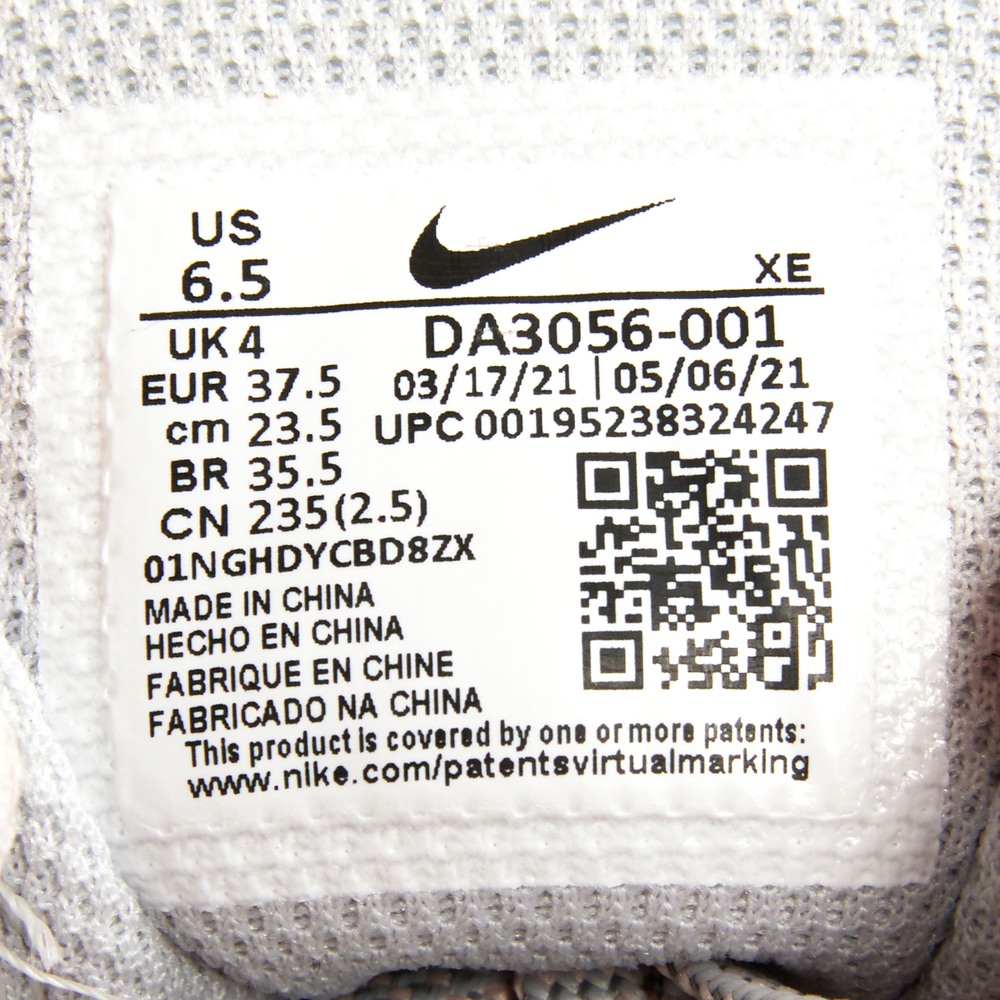 US
6.5
XE
UK 4
DA3056-001
EUR 37.5
03/17/21 | 05/06/21
cm 23.5
UPC 00195238324247
BR 35.5
CN 235(2.5)
01NGHDYCBD8ZX
MADE IN CHINA
HECHO EN CHINA
FABRIQUE EN CHINE
FABRICADO NA CHINA
This product is covered by one or more patents:
www.nike.com/patentsvirtualmarking